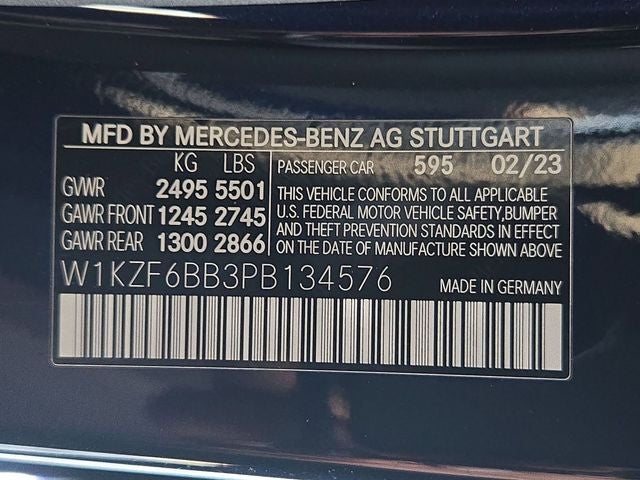 MFD BY MERCEDES-BENZ AG STUTTGART
KG LBS
GVWR 2495 5501
GAWR FRONT 1245 2745
GAWR REAR 1300 2866
PASSENGER CAR 595 02/23
THIS VEHICLE CONFORMS TO ALL APPLICABLE
U.S. FEDERAL MOTOR VEHICLE SAFETY, BUMPER
AND THEFT PREVENTION STANDARDS IN EFFECT
ON THE DATE OF MANUFACTURE SHOWN ABOVE.
W1KZF6BB3PB134576
MADE IN GERMANY